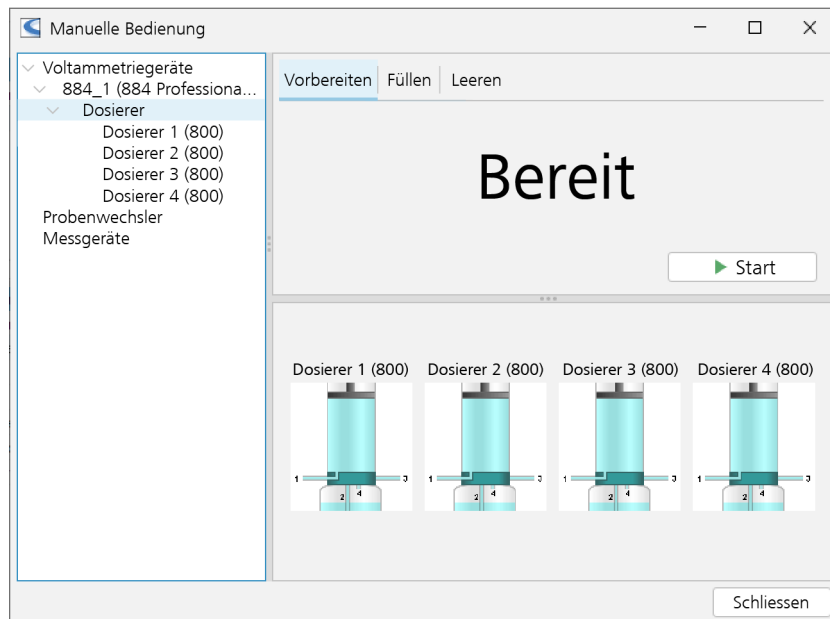 Manuelle Bedienung
Voltammetriegeräte
884_1 (884 Professiona...
Dosierer
Dosierer 1 (800)
Dosierer 2 (800)
Dosierer 3 (800)
Dosierer 4 (800)
Probenwechsler
Messgeräte
Vorbereiten Füllen Leeren
Bereit
Start
Dosierer 1 (800) Dosierer 2 (800) Dosierer 3 (800) Dosierer 4 (800)
1 3 1 3 1 3 1 3
2 4 2 4 2 4 2 4
Schliessen